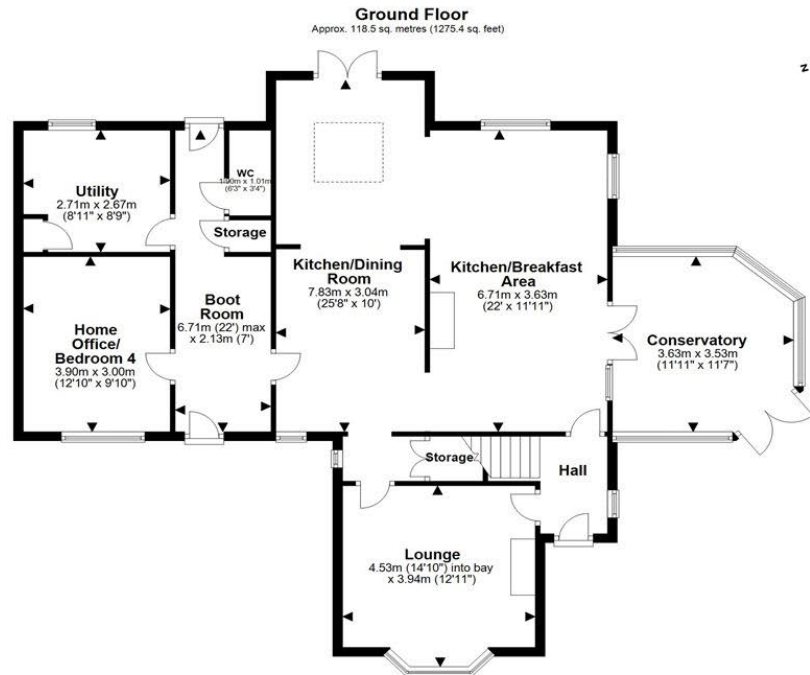 Ground Floor
Approx. 118.5 sq. metres (1275.4 sq. feet)
z
Utility
2.71m x 2.67m
(8'11" x 8'9")
WC
1.90m x 1.01m
(6'3" x 3'4")
Storage
Kitchen/Dining
Room
7.83m x 3.04m
(25'8" x 10')
Kitchen/Breakfast
Area
6.71m x 3.63m
(22' x 11'11")
Boot
Room
6.71m (22') max
x 2.13m (7')
Home
Office/
Bedroom 4
3.90m x 3.00m
(12'10" x 9'10")
Conservatory
3.63m x 3.53m
(11'11" x 11'7")
Storage
Hall
Lounge
4.53m (14'10") into bay
x 3.94m (12'11")